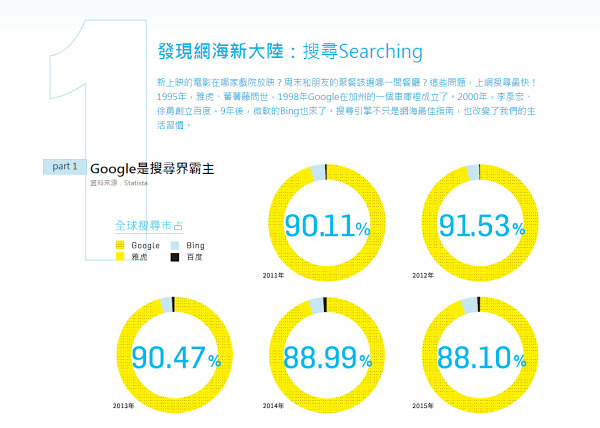 1
發現網海新大陸：搜尋Searching
新上映的電影在哪家戲院放映？周末和朋友的聚餐該選哪一間餐廳？這些問題，上網搜尋最快！
1995年，雅虎、蕃薯藤問世，1998年Google在加州的一個車庫裡成立了。2000年，李彥宏、
徐勇創立百度。9年後，微軟的Bing也來了。搜尋引擎不只是網海最佳指南，也改變了我們的生
活習慣。
part 1
Google是搜尋界霸主
資料來源：Statista
全球搜尋市占
Google
Bing
雅虎
百度
90.11%
2011年
91.53%
2012年
90.47%
2013年
88.99%
2014年
88.10%
2015年